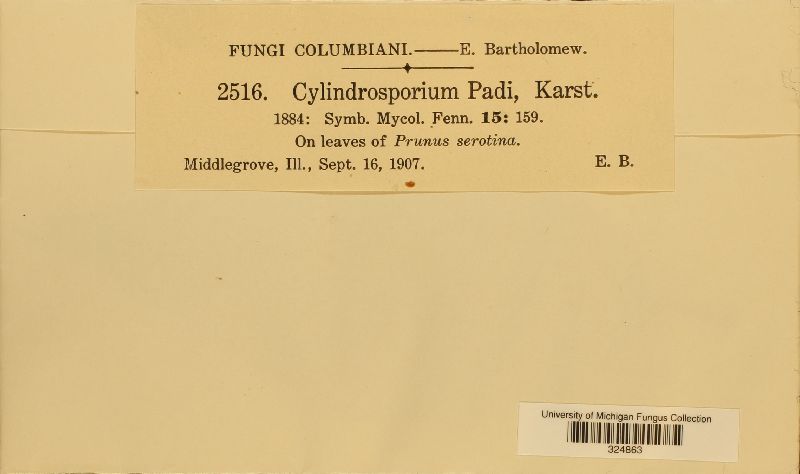 FUNGI COLUMBIANI.——E. Bartholomew.
2516. Cylindrosporium Padi, Karst.
1884: Symb. Mycol. Fenn. 15: 159.
On leaves of Prunus serotina.
Middlegrove, Ill., Sept. 16, 1907. E. B.
University of Michigan Fungus Collection
324863